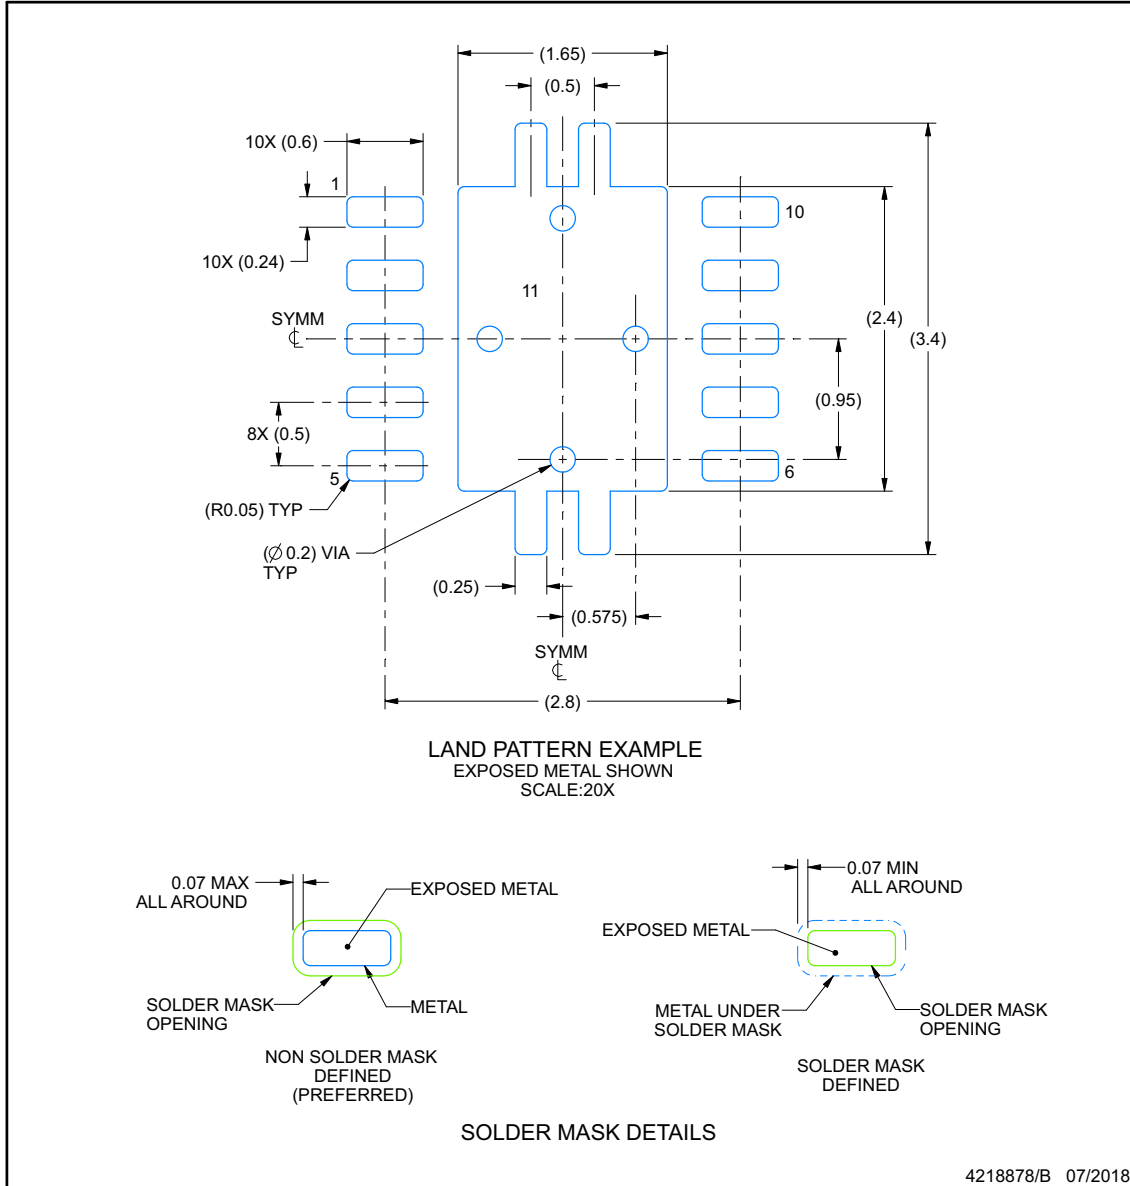 (1.65)
(0.5)
10X (0.6)
1
10
10X (0.24)
11
SYMM
℄
(2.4)
(3.4)
(0.95)
8X (0.5)
5
6
(R0.05) TYP
(∅ 0.2) VIA
TYP
(0.25)
(0.575)
SYMM
℄
(2.8)
LAND PATTERN EXAMPLE
EXPOSED METAL SHOWN
SCALE:20X
0.07 MAX
ALL AROUND
EXPOSED METAL
SOLDER MASK
OPENING
METAL
NON SOLDER MASK
DEFINED
(PREFERRED)
0.07 MIN
ALL AROUND
EXPOSED METAL
METAL UNDER
SOLDER MASK
SOLDER MASK
OPENING
SOLDER MASK
DEFINED
SOLDER MASK DETAILS
4218878/B 07/2018